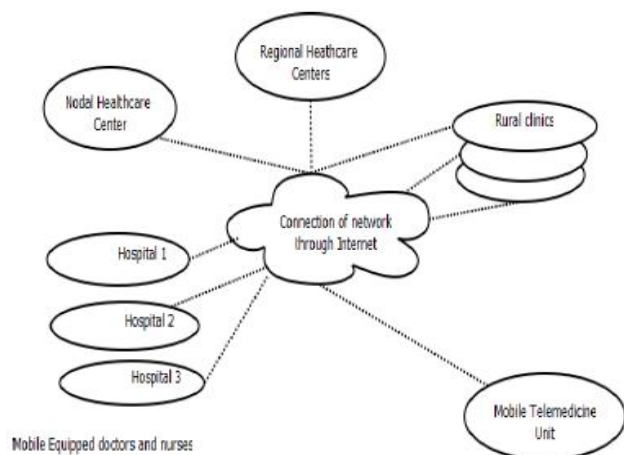 Regional Heathcare
Centers
Nodal Healthcare
Center
Rural clinics
Connection of network
through Internet
Hospital 1
Hospital 2
Hospital 3
Mobile Telemedicine
Unit
Mobile Equipped doctors and nurses